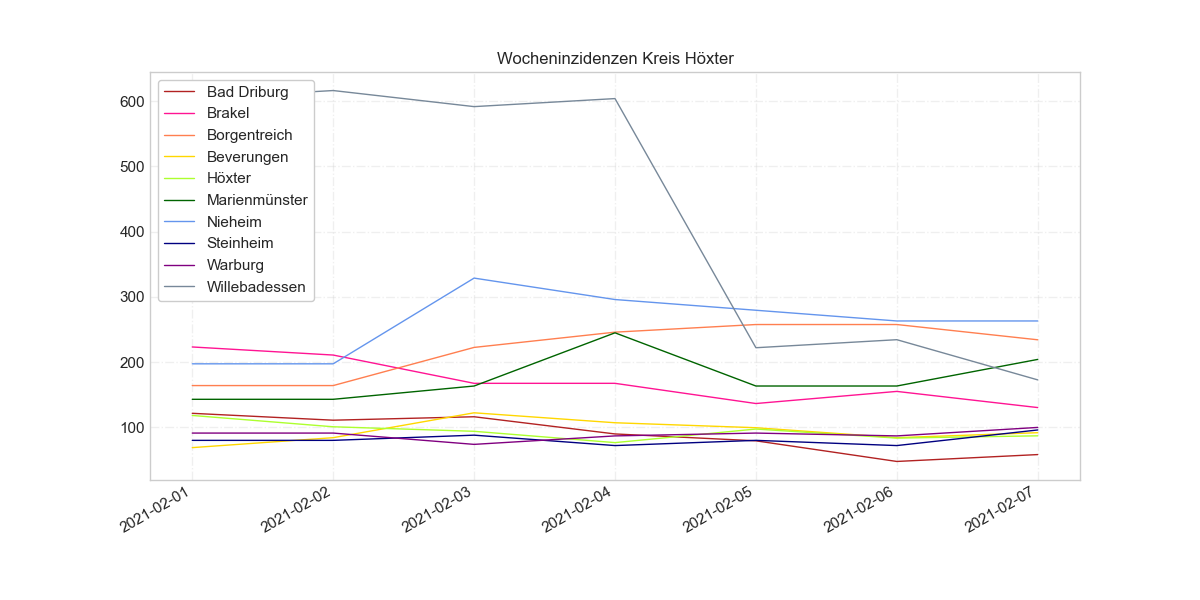 Wocheninzidenzen Kreis Höxter
600
500
400
300
200
100
Bad Driburg
Brakel
Borgentreich
Beverungen
Höxter
Marienmünster
Nieheim
Steinheim
Warburg
Willebadessen
2021-02-01
2021-02-02
2021-02-03
2021-02-04
2021-02-05
2021-02-06
2021-02-07